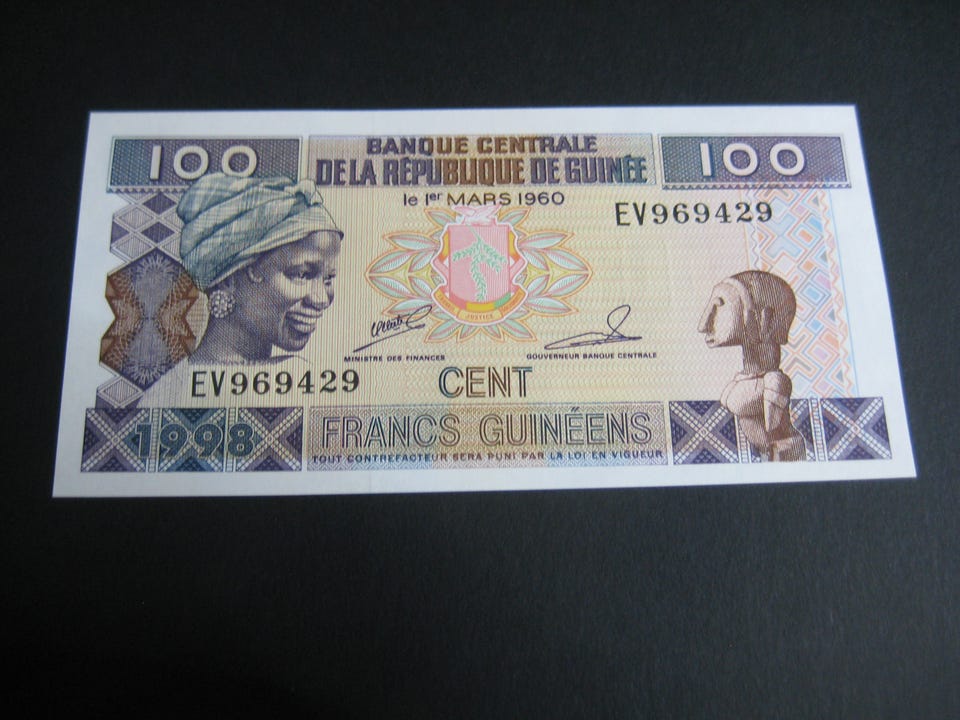 100
BANQUE CENTRALE
DE LA RÉPUBLIQUE DE GUINÉE
100
le 1er MARS 1960
EV969429
JUSTICE
MINISTRE DES FINANCES
GOUVERNEUR BANQUE CENTRALE
EV969429
CENT
1998
FRANCS GUINÉENS
TOUT CONTREFACTEUR SERA PUNI PAR LA LOI EN VIGUEUR